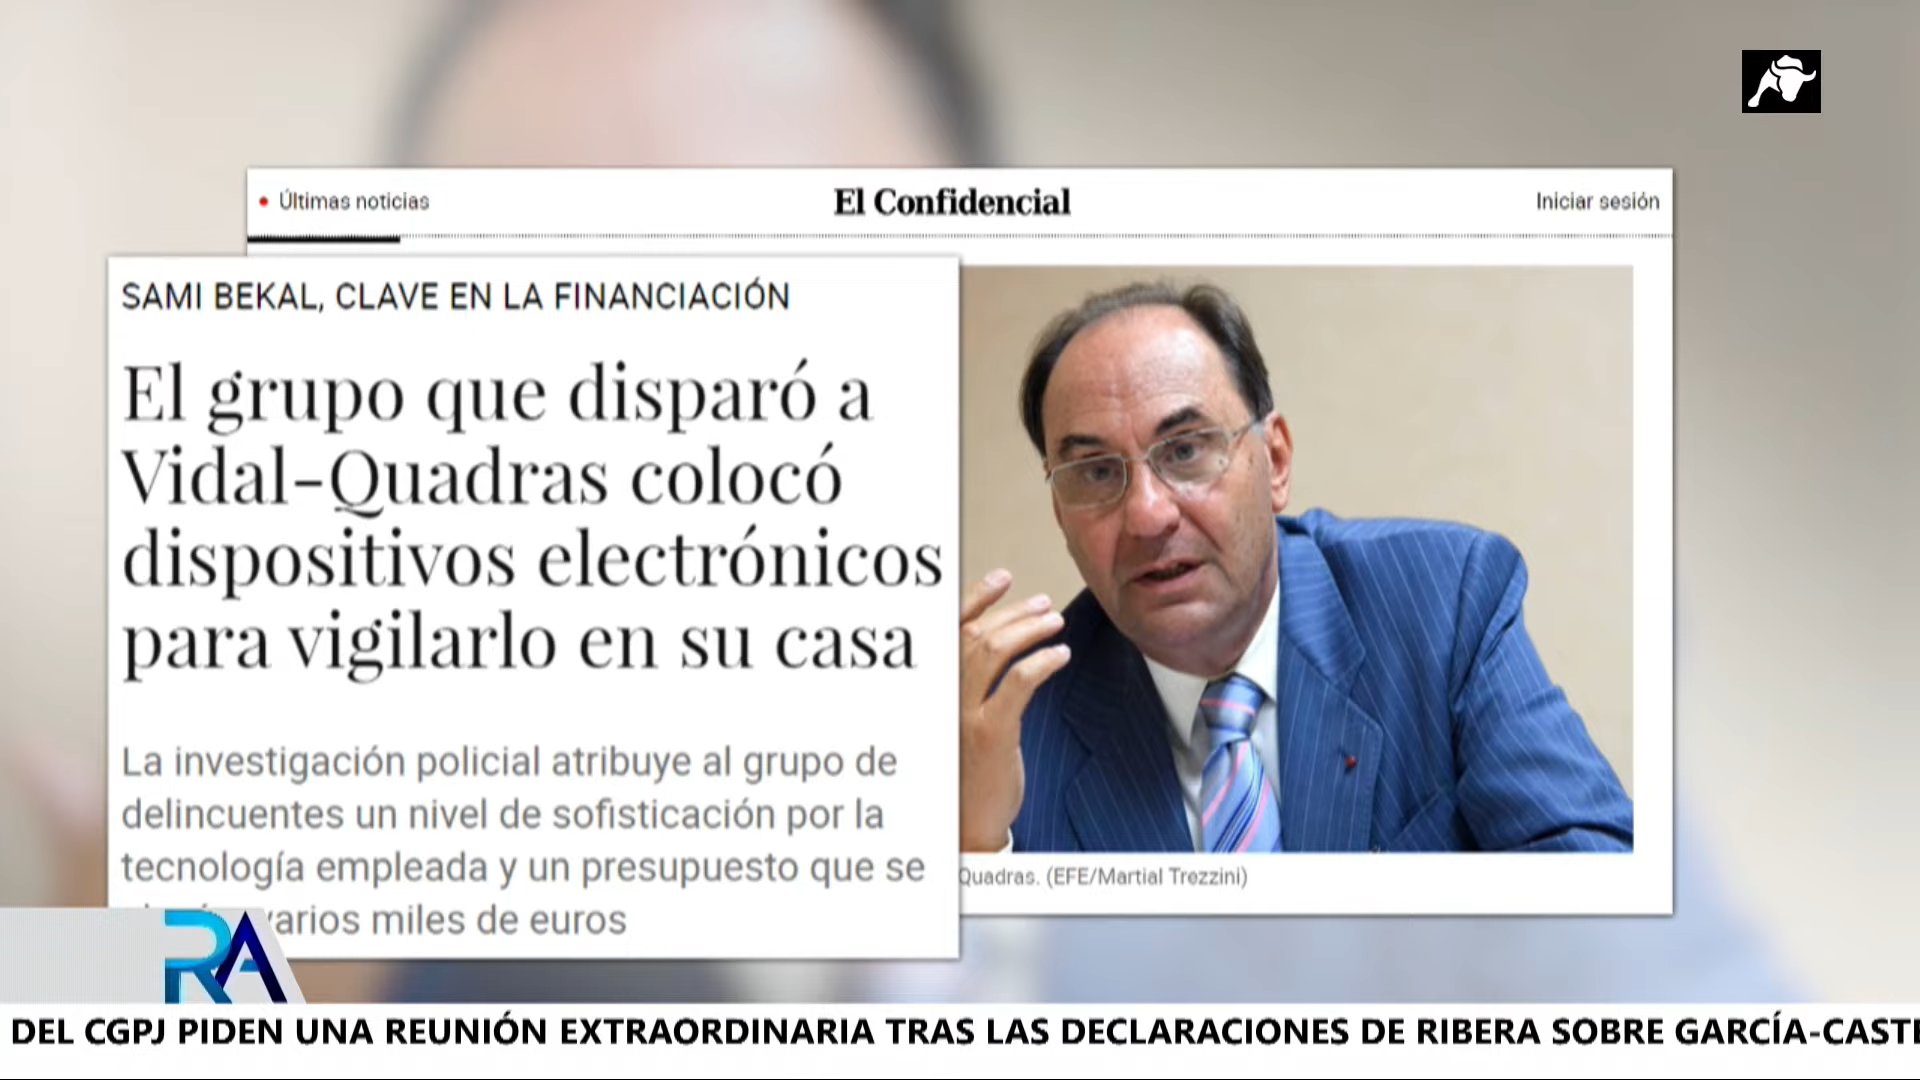 Últimas noticias
El Confidencial
Iniciar sesión
SAMI BEKAL, CLAVE EN LA FINANCIACIÓN
El grupo que disparó a
Vidal-Quadras colocó
dispositivos electrónicos
para vigilarlo en su casa
La investigación policial atribuye al grupo de
delincuentes un nivel de sofisticación por la
tecnología empleada y un presupuesto que se
varios miles de euros
Quadras. (EFE/Martial Trezzini)
RA
DEL CGPJ PIDEN UNA REUNIÓN EXTRAORDINARIA TRAS LAS DECLARACIONES DE RIBERA SOBRE GARCÍA-CASTE